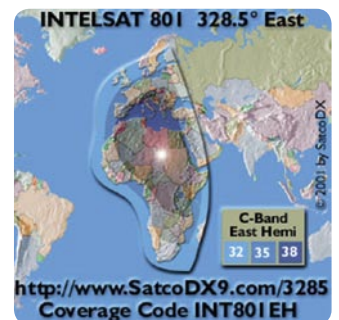 INTELSAT 801 328.5° East
© 2001 by SatcoDX
C-Band
East Hemi
32 35 38
http://www.SatcoDX9.com/3285
Coverage Code INT801EH